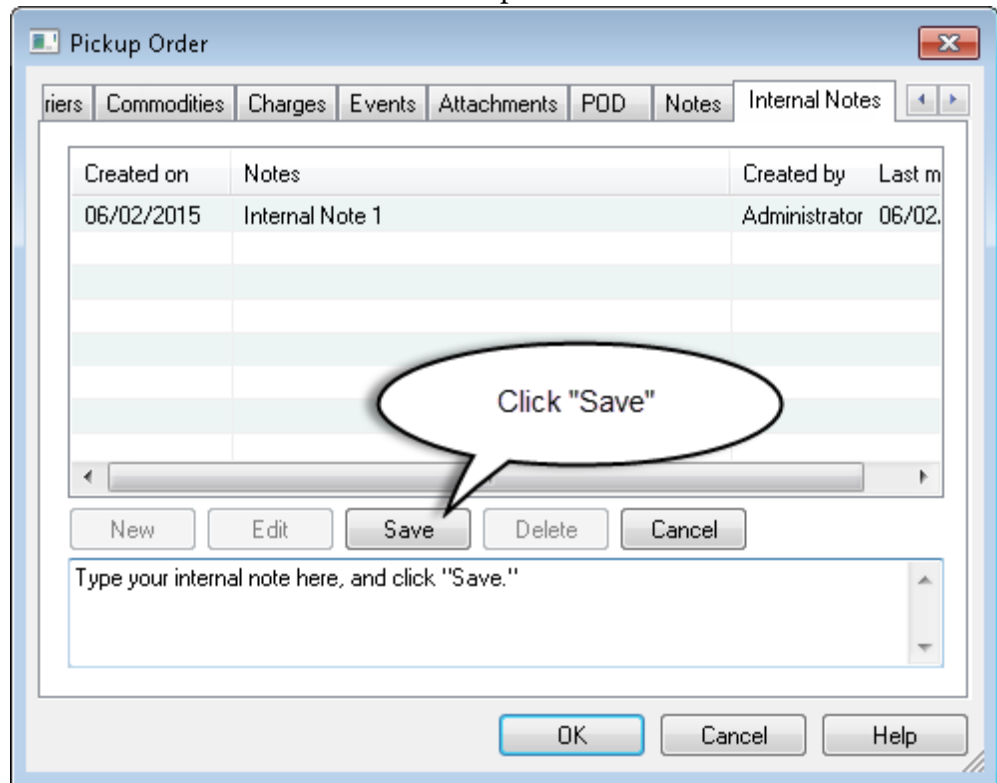 Pickup Order
riers Commodities Charges Events Attachments POD Notes Internal Notes
Created on Notes Created by Last m
06/02/2015 Internal Note 1 Administrator 06/02.
Click "Save"
New Edit Save Delete Cancel
Type your internal note here, and click "Save."
OK Cancel Help